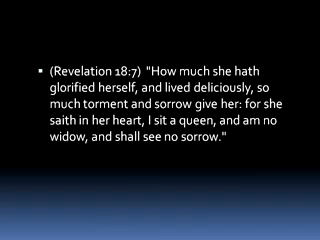 ▪ (Revelation 18:7) "How much she hath
glorified herself, and lived deliciously, so
much torment and sorrow give her: for she
saith in her heart, I sit a queen, and am no
widow, and shall see no sorrow."